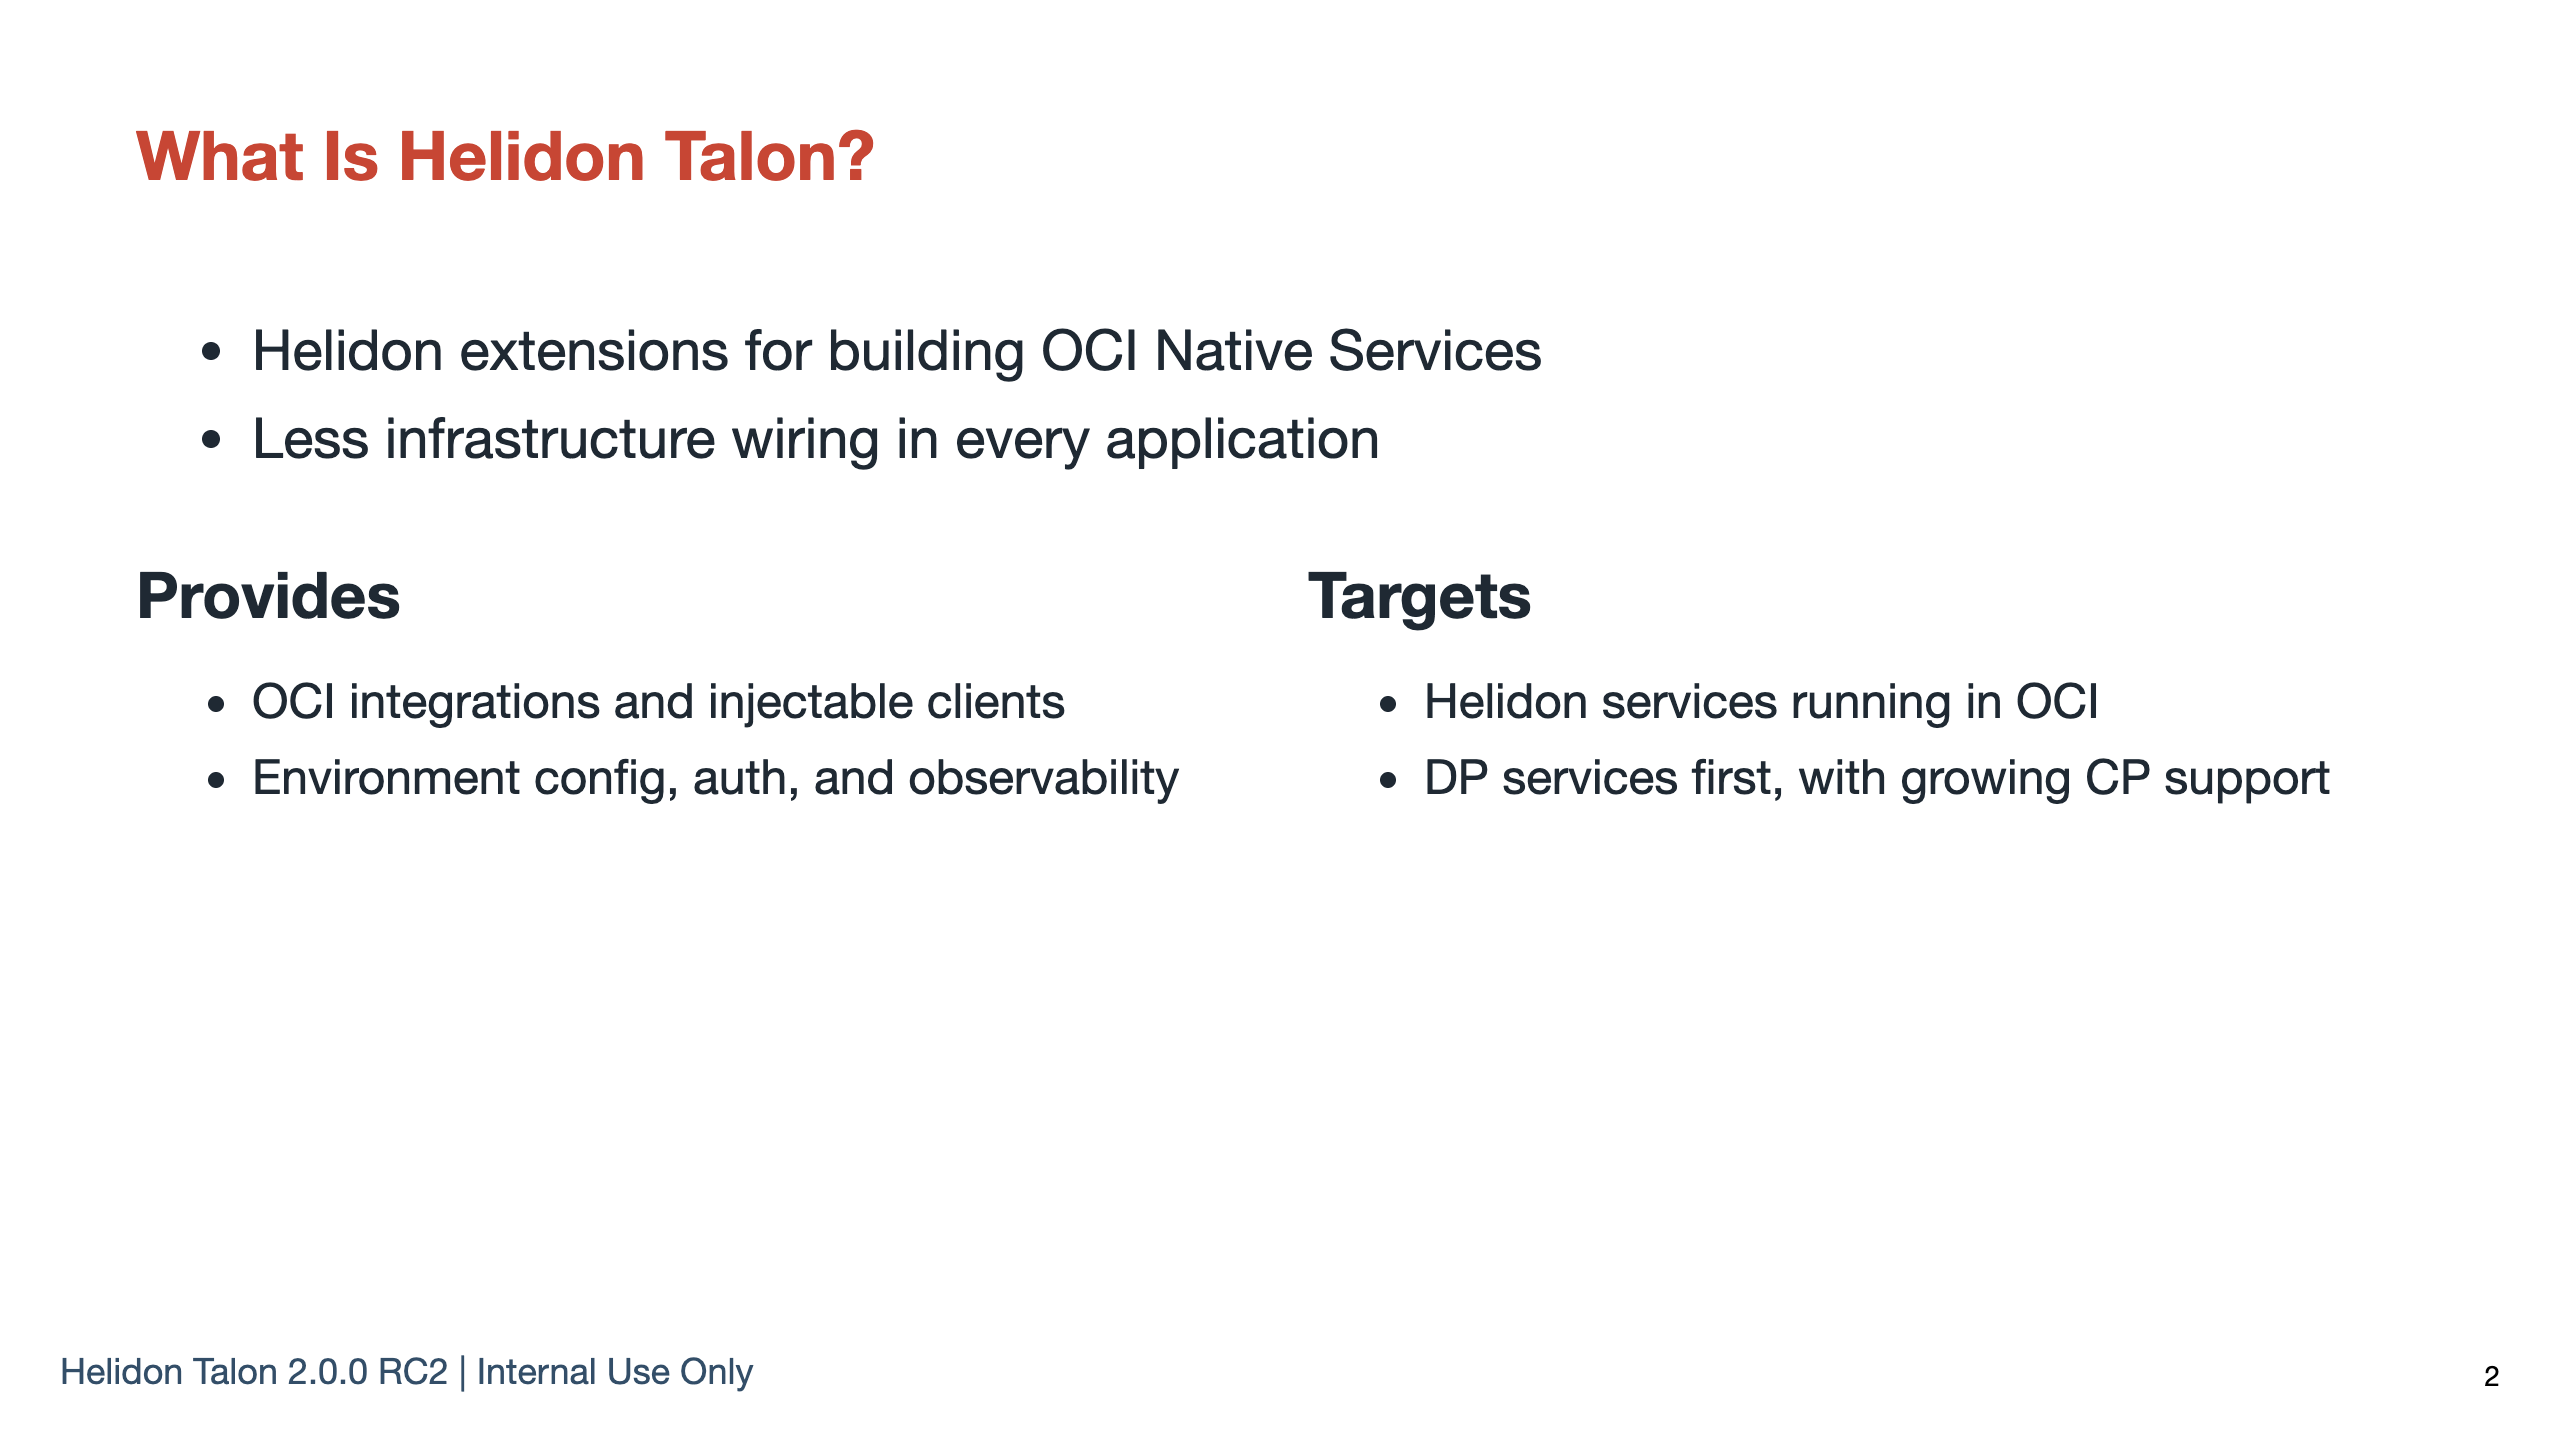 What Is Helidon Talon?
• Helidon extensions for building OCI Native Services
• Less infrastructure wiring in every application
Provides
• OCI integrations and injectable clients
• Environment config, auth, and observability
Targets
• Helidon services running in OCI
• DP services first, with growing CP support
Helidon Talon 2.0.0 RC2 | Internal Use Only
2